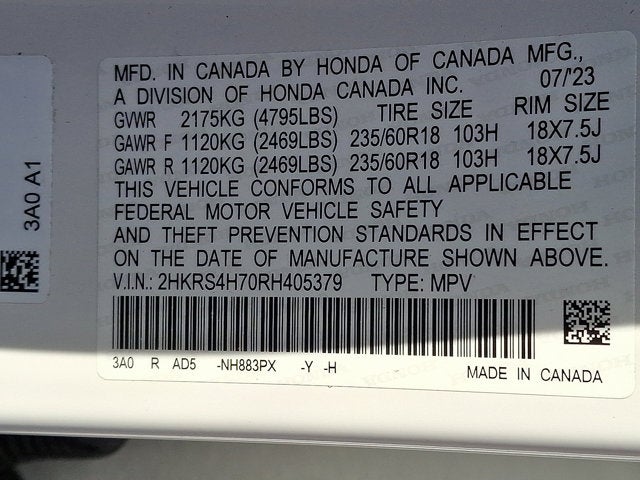 MFD. IN CANADA BY HONDA OF CANADA MFG.,
A DIVISION OF HONDA CANADA INC. 07/'23
GVWR 2175KG (4795LBS) TIRE SIZE RIM SIZE
GAWR F 1120KG (2469LBS) 235/60R18 103H 18X7.5J
GAWR R 1120KG (2469LBS) 235/60R18 103H 18X7.5J
THIS VEHICLE CONFORMS TO ALL APPLICABLE
FEDERAL MOTOR VEHICLE SAFETY
AND THEFT PREVENTION STANDARDS IN EFFECT
ON THE DATE OF MANUFACTURE SHOWN ABOVE.
V.I.N.: 2HKRS4H70RH405379 TYPE: MPV
3A0 R AD5 -NH883PX -Y -H
MADE IN CANADA
3A0 A1